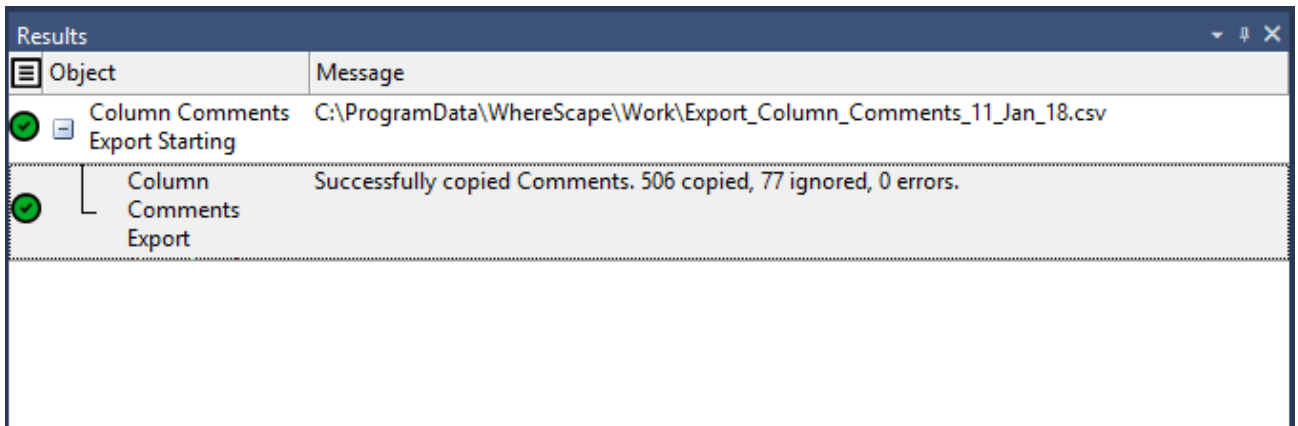 Results
Object Message
Column Comments Export Starting C:\ProgramData\WhereScape\Work\Export_Column_Comments_11_Jan_18.csv
Column Comments Export Successfully copied Comments. 506 copied, 77 ignored, 0 errors.